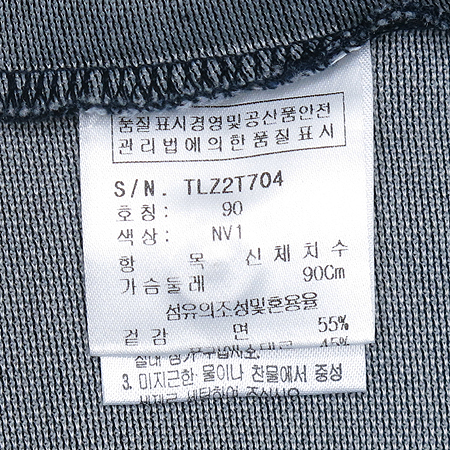 품질표시경영및공산품안전
관리법에의한품질표시
S/N. TLZ2T704
호칭: 90
색상: NV1
항 목 신체치수
가슴둘레 90Cm
섬유의조성및혼용율
겉감 면 55%
45%
3. 미지근한 물이나 찬물에서 중성